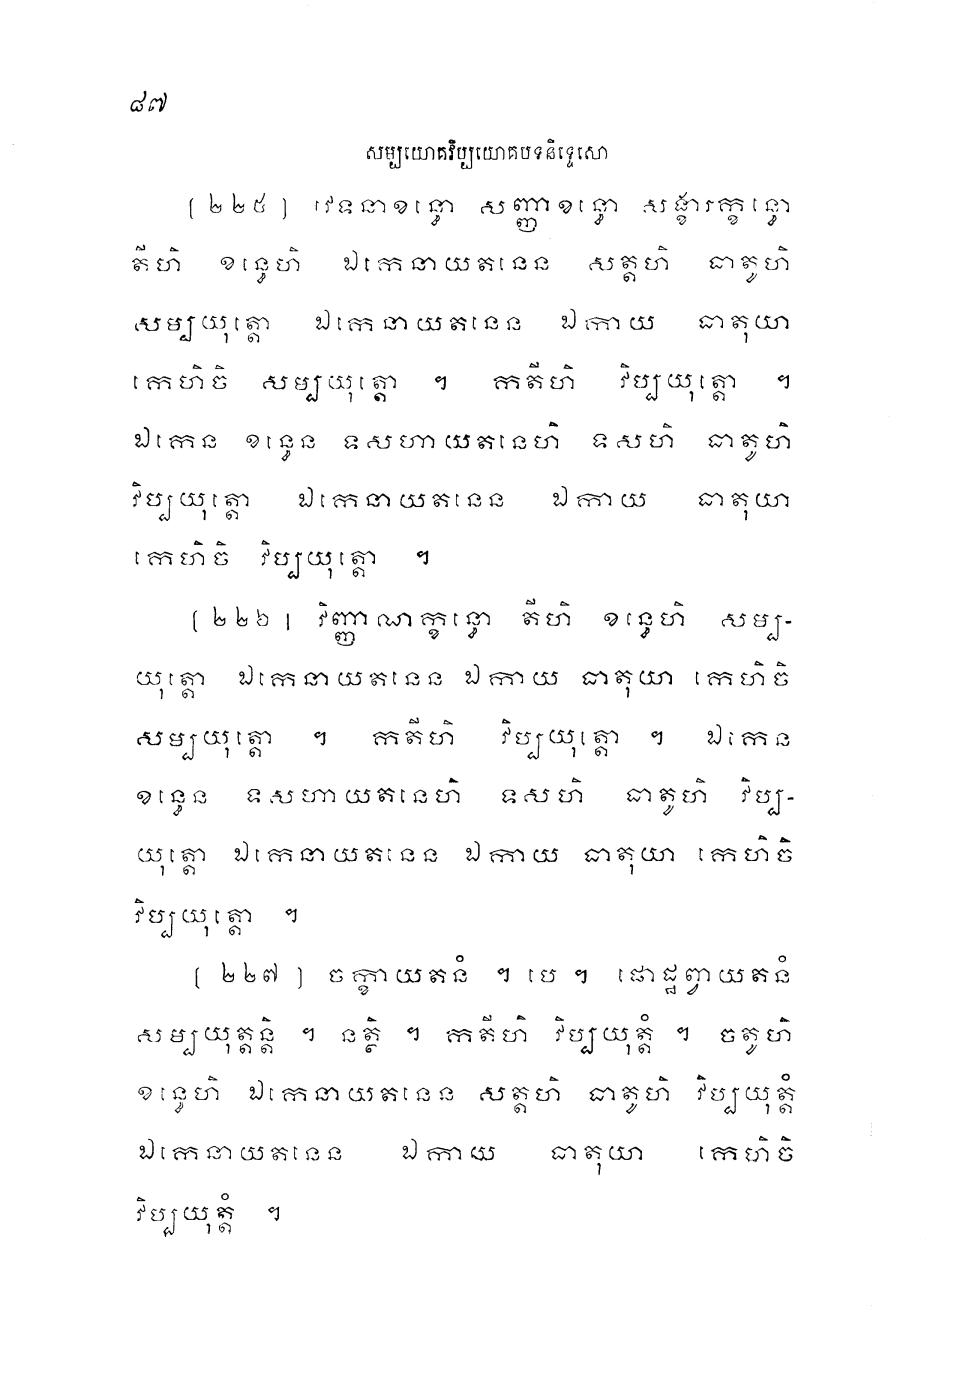 ៨៧
សម្បយោគវិប្បយោគបទនិទ្ទេសោ
[២២៥] វេទនាខន្ធោ សញ្ញាខន្ធោ សង្ខារក្ខន្ធោ
តីហិ ខន្ធេហិ ឯកេនាយតនេន សត្តហិ ធាតូហិ
សម្បយុត្តោ ឯកេនាយតនេន ឯកាយ ធាតុយា
កេហិចិ សម្បយុត្តោ ។ កតីហិ វិប្បយុត្តោ ។
ឯកេន ខន្ធេន ទសហាយតនេហិ ទសហិ ធាតូហិ
វិប្បយុត្តោ ឯកេនាយតនេន ឯកាយ ធាតុយា
កេហិចិ វិប្បយុត្តោ ។
[២២៦] វិញ្ញាណក្ខន្ធោ តីហិ ខន្ធេហិ សម្ប-
យុត្តោ ឯកេនាយតនេន ឯកាយ ធាតុយា កេហិចិ
សម្បយុត្តោ ។ កតីហិ វិប្បយុត្តោ ។ ឯកេន
ខន្ធេន ទសហាយតនេហិ ទសហិ ធាតូហិ វិប្ប-
យុត្តោ ឯកេនាយតនេន ឯកាយ ធាតុយា កេហិចិ
វិប្បយុត្តោ ។
[២២៧] ចក្ខាយតនំ ។ បេ ។ ផោដ្ឋព្វាយតនំ
សម្បយុត្តន្តិ ។ នត្ថិ ។ កតីហិ វិប្បយុត្តំ ។ ចតូហិ
ខន្ធេហិ ឯកេនាយតនេន សត្តហិ ធាតូហិ វិប្បយុត្តំ
ឯកេនាយតនេន ឯកាយ ធាតុយា កេហិចិ
វិប្បយុត្តំ ។